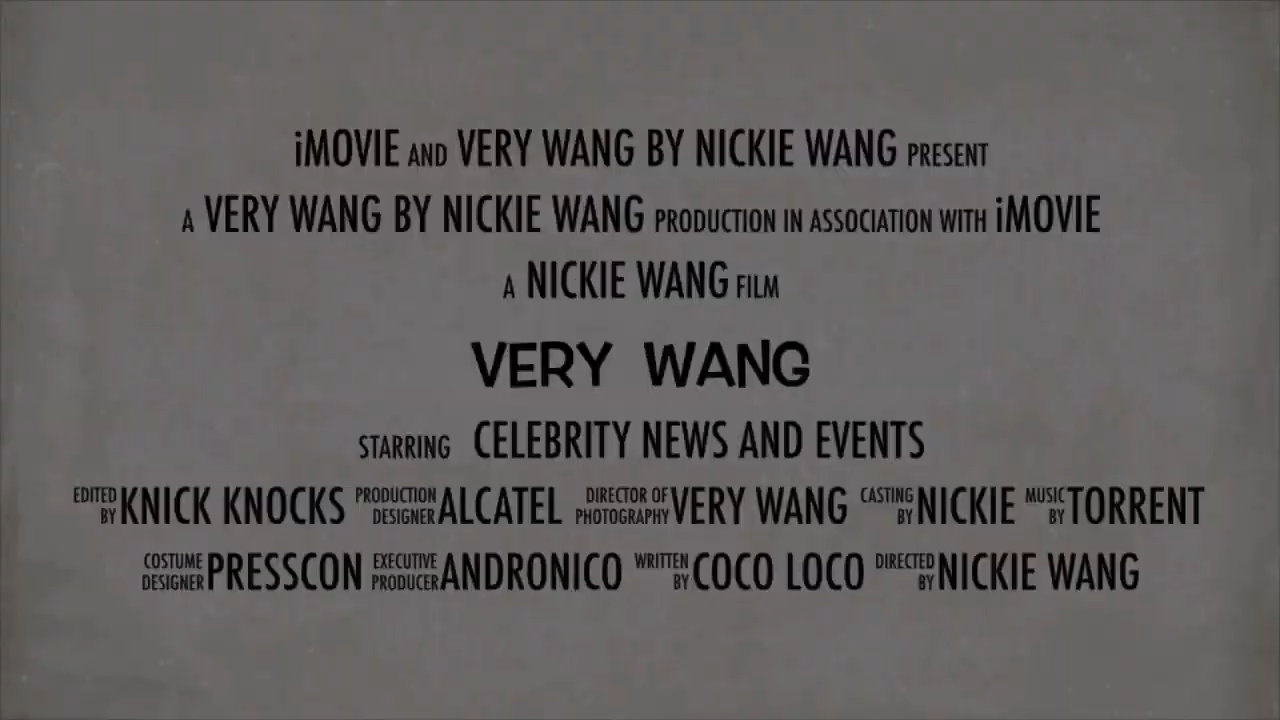 iMOVIE AND VERY WANG BY NICKIE WANG PRESENT
A VERY WANG BY NICKIE WANG PRODUCTION IN ASSOCIATION WITH iMOVIE
A NICKIE WANG FILM
VERY WANG
STARRING CELEBRITY NEWS AND EVENTS
EDITED BY KNICK KNOCKS PRODUCTION DESIGNER ALCATEL DIRECTOR OF PHOTOGRAPHY VERY WANG CASTING BY NICKIE MUSIC BY TORRENT
COSTUME DESIGNER PRESSCON EXECUTIVE PRODUCER ANDRONICO WRITTEN BY COCO LOCO DIRECTED BY NICKIE WANG